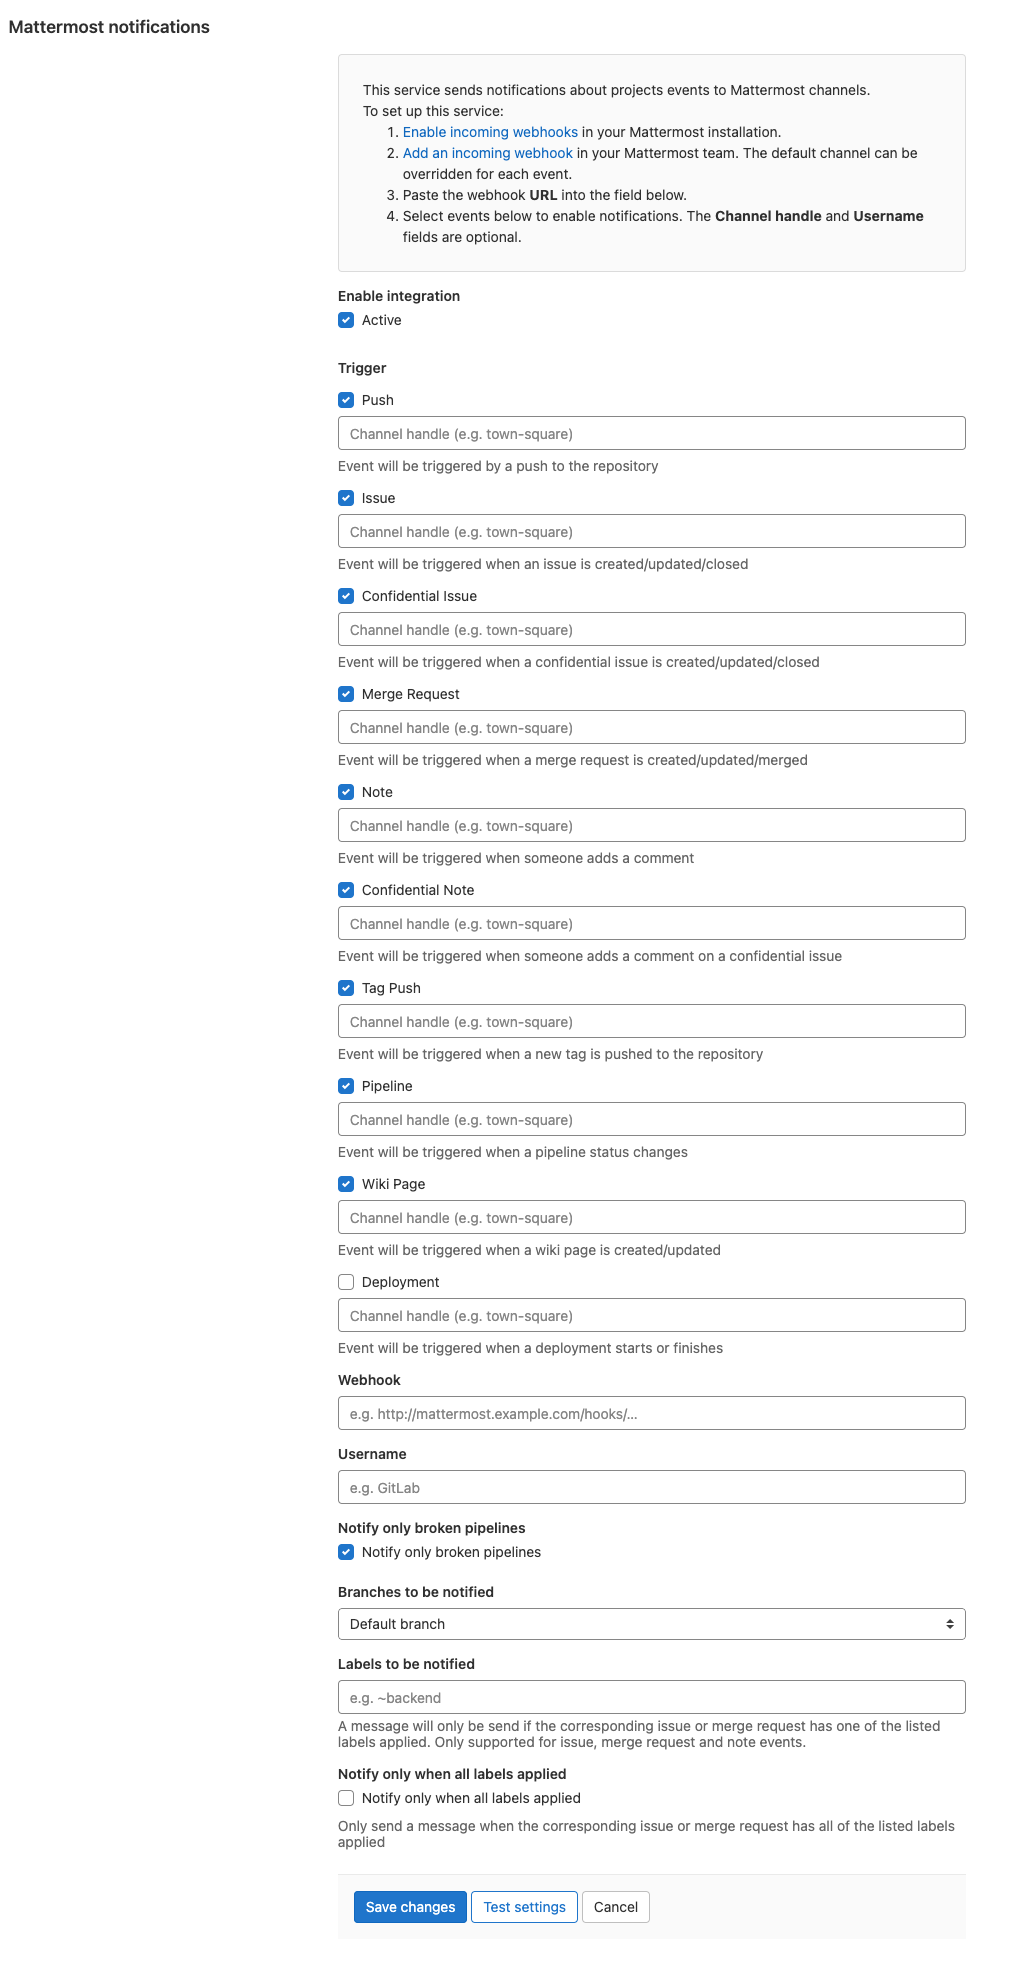 Mattermost notifications
This service sends notifications about projects events to Mattermost channels.
To set up this service:
1. Enable incoming webhooks in your Mattermost installation.
2. Add an incoming webhook in your Mattermost team. The default channel can be
overridden for each event.
3. Paste the webhook URL into the field below.
4. Select events below to enable notifications. The Channel handle and Username
fields are optional.
Enable integration
Active
Trigger
Push
Channel handle (e.g. town-square)
Event will be triggered by a push to the repository
Issue
Channel handle (e.g. town-square)
Event will be triggered when an issue is created/updated/closed
Confidential Issue
Channel handle (e.g. town-square)
Event will be triggered when a confidential issue is created/updated/closed
Merge Request
Channel handle (e.g. town-square)
Event will be triggered when a merge request is created/updated/merged
Note
Channel handle (e.g. town-square)
Event will be triggered when someone adds a comment
Confidential Note
Channel handle (e.g. town-square)
Event will be triggered when someone adds a comment on a confidential issue
Tag Push
Channel handle (e.g. town-square)
Event will be triggered when a new tag is pushed to the repository
Pipeline
Channel handle (e.g. town-square)
Event will be triggered when a pipeline status changes
Wiki Page
Channel handle (e.g. town-square)
Event will be triggered when a wiki page is created/updated
Deployment
Channel handle (e.g. town-square)
Event will be triggered when a deployment starts or finishes
Webhook
e.g. http://mattermost.example.com/hooks/...
Username
e.g. GitLab
Notify only broken pipelines
Notify only broken pipelines
Branches to be notified
Default branch
Labels to be notified
e.g. ~backend
A message will only be send if the corresponding issue or merge request has one of the listed
labels applied. Only supported for issue, merge request and note events.
Notify only when all labels applied
Notify only when all labels applied
Only send a message when the corresponding issue or merge request has all of the listed labels
applied
Save changes Test settings Cancel